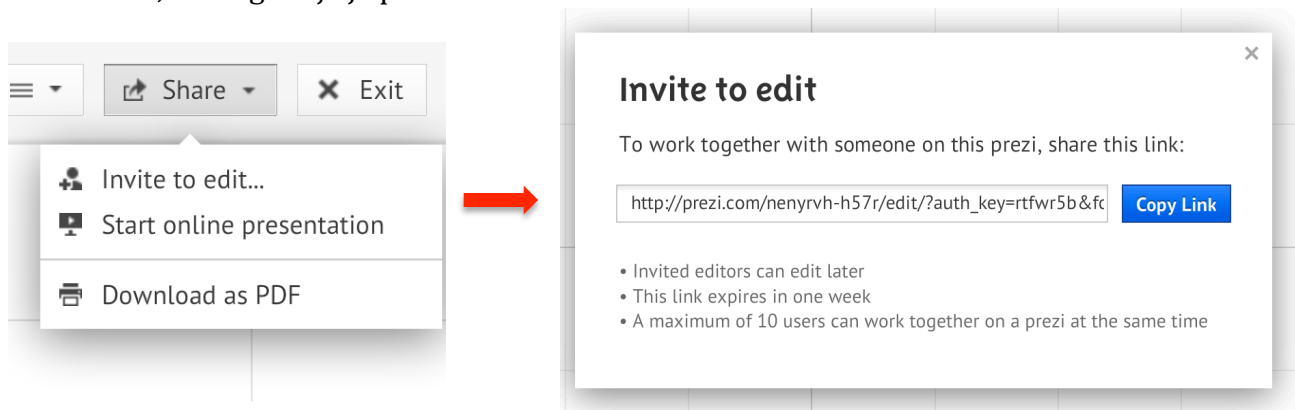 Share
Exit
Invite to edit...
Start online presentation
Download as PDF
Invite to edit
To work together with someone on this prezi, share this link:
http://prezi.com/nenyrvh-h57r/edit/?auth_key=rtfwr5b&fo
Copy Link
• Invited editors can edit later
• This link expires in one week
• A maximum of 10 users can work together on a prezi at the same time